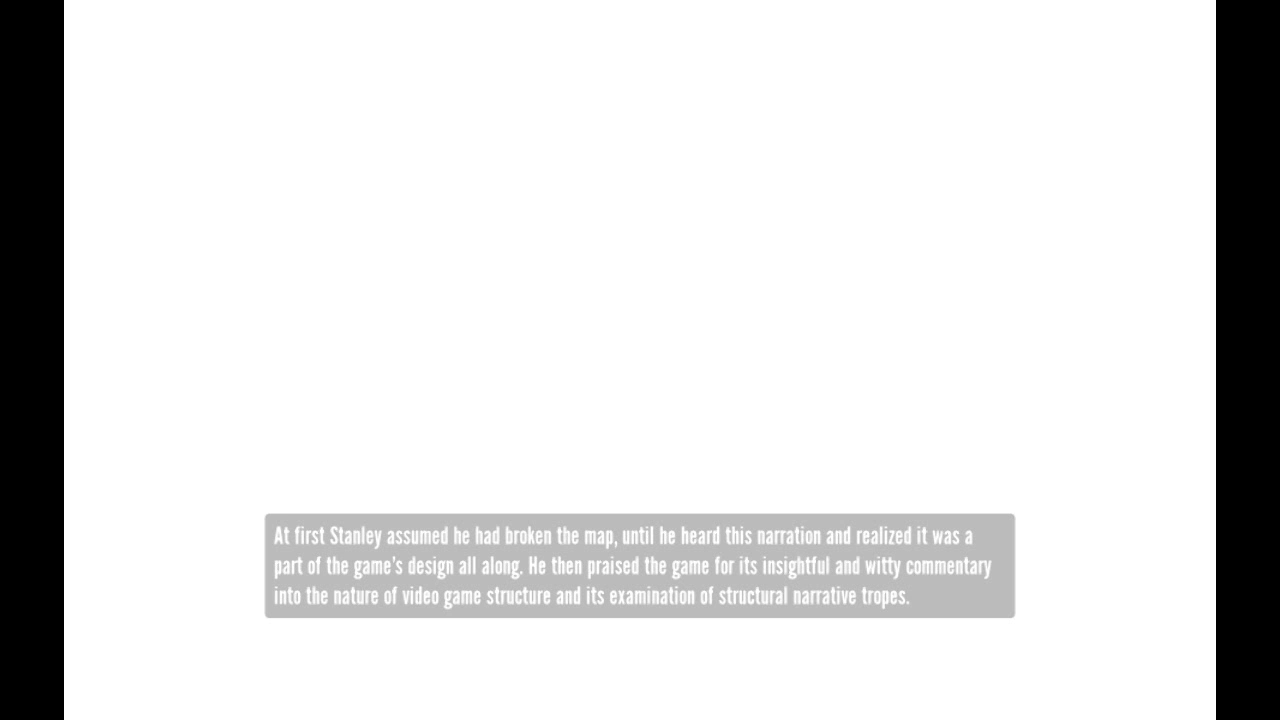 At first Stanley assumed he had broken the map, until he heard this narration and realized it was a
part of the game's design all along. He then praised the game for its insightful and witty commentary
into the nature of video game structure and its examination of structural narrative tropes.